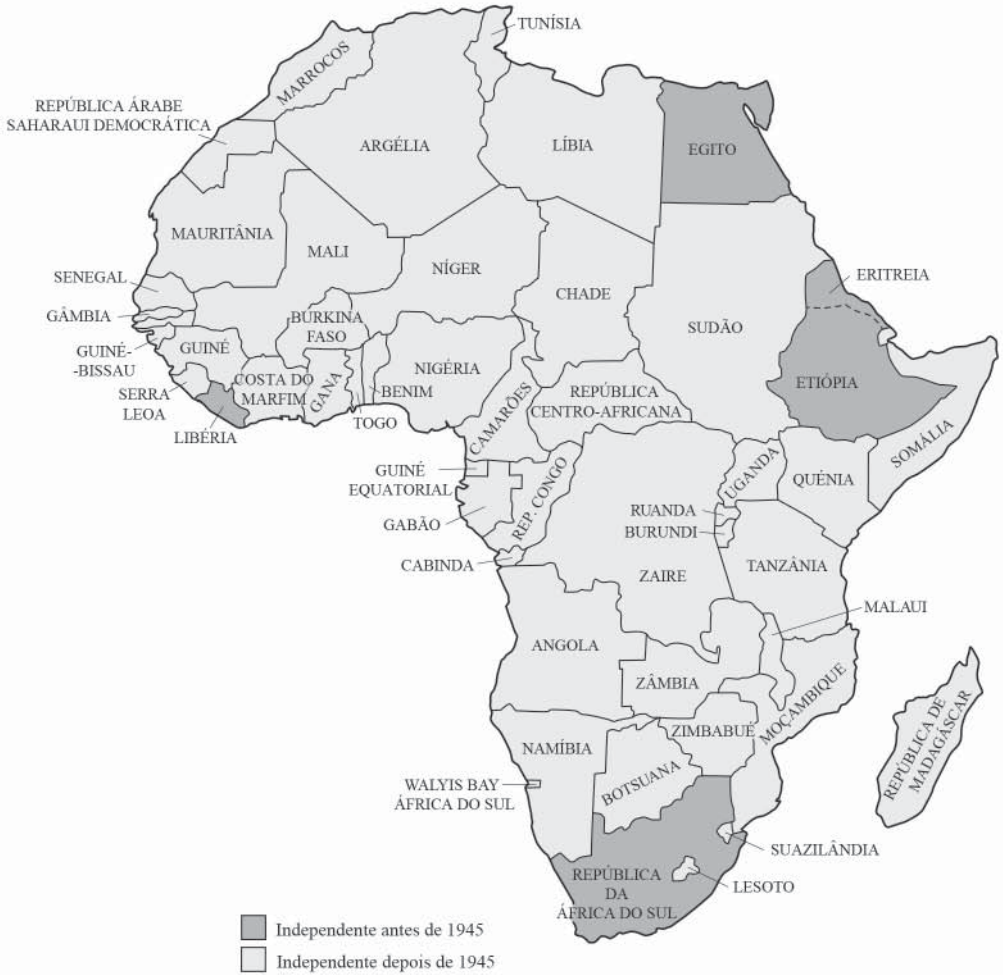 TUNÍSIA
MARROCOS
REPÚBLICA ÁRABE
SAHARAUI DEMOCRÁTICA
ARGÉLIA
LÍBIA
EGITO
MAURITÂNIA
MALI
NÍGER
CHADE
SUDÃO
ERITREIA
SENEGAL
GÂMBIA
GUINÉ-
-BISSAU
GUINÉ
BURKINA
FASO
NIGÉRIA
ETIÓPIA
SERRA
LEOA
COSTA DO
MARFIM
GANA
BENIM
TOGO
LIBÉRIA
CAMARÕES
REPÚBLICA
CENTRO-AFRICANA
SOMÁLIA
GUINÉ
EQUATORIAL
GABÃO
REP. CONGO
UGANDA
QUÉNIA
RUANDA
BURUNDI
CABINDA
ZAIRE
TANZÂNIA
MALAUI
ANGOLA
ZÂMBIA
MOÇAMBIQUE
ZIMBABUÉ
REPÚBLICA DE
MADAGÁSCAR
NAMÍBIA
BOTSUANA
WALYIS BAY
ÁFRICA DO SUL
SUAZILÂNDIA
LESOTO
REPÚBLICA
DA
ÁFRICA DO SUL
Independente antes de 1945
Independente depois de 1945